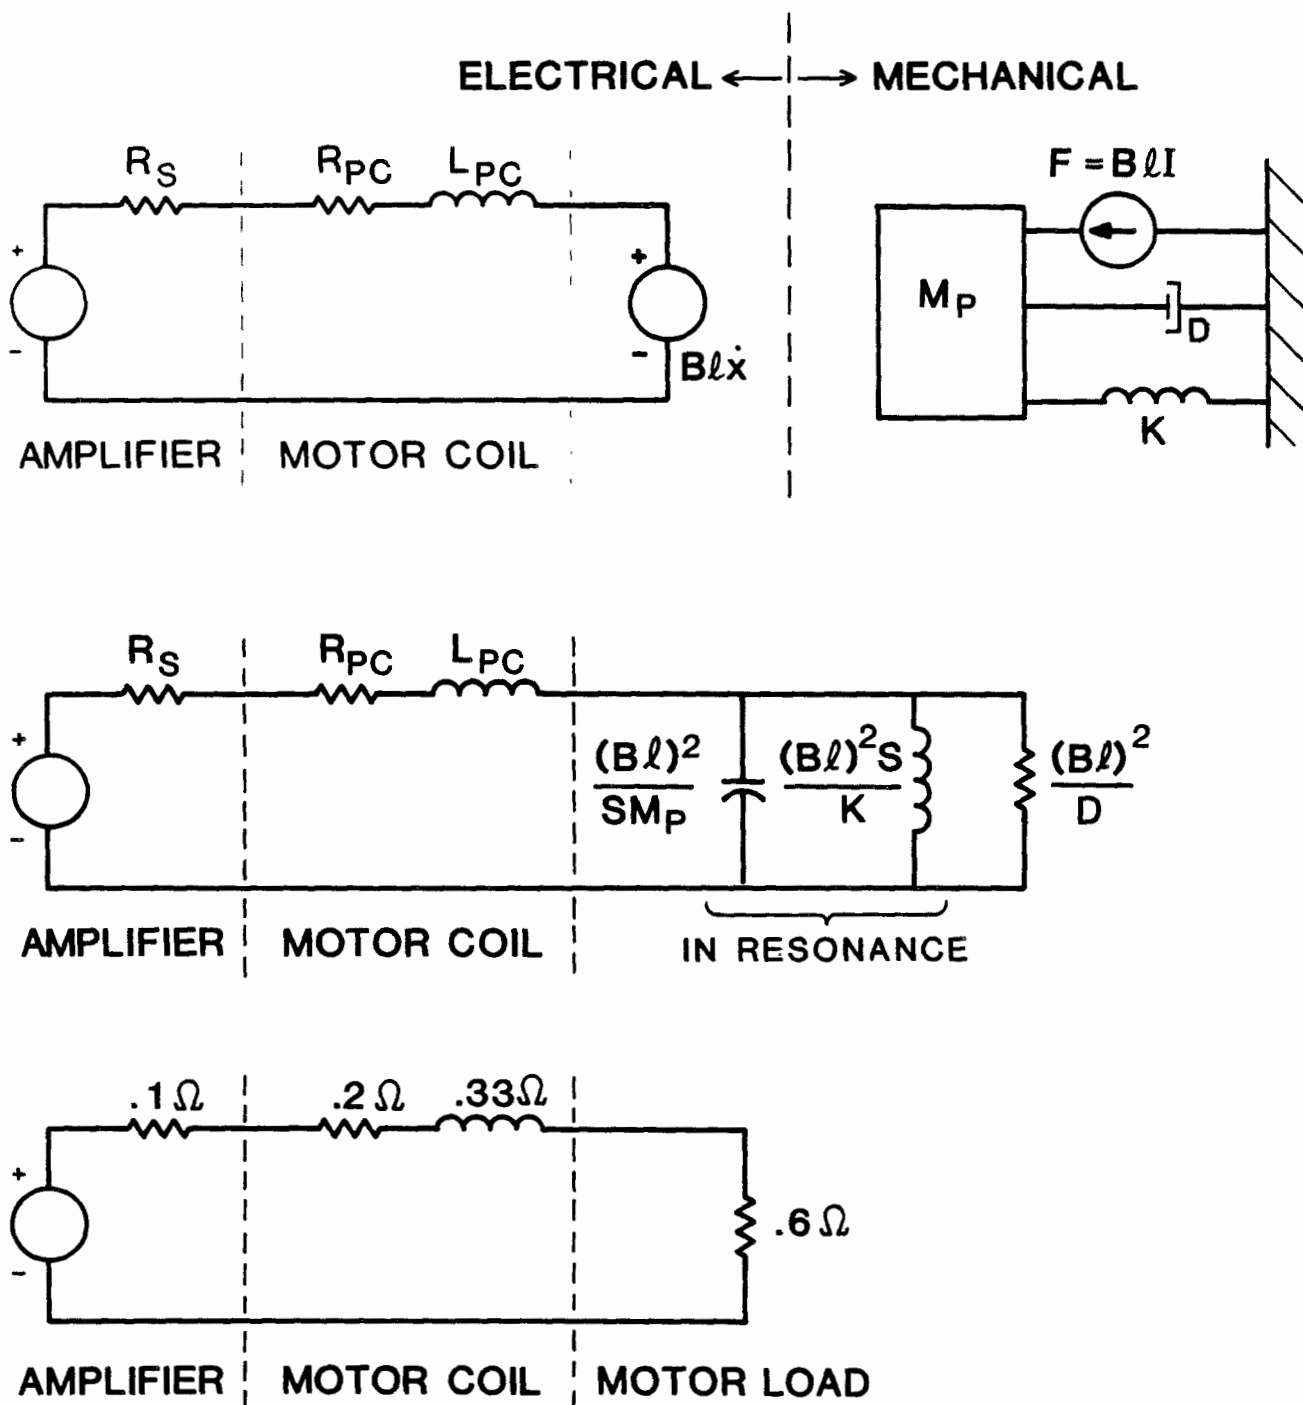 ELECTRICAL ← → MECHANICAL
R_S R_PC L_PC
F = BℓI
+ -
+ - Bℓẋ
M_P
D
K
AMPLIFIER MOTOR COIL
R_S R_PC L_PC
+ -
(Bℓ)²/SM_P (Bℓ)²S/K (Bℓ)²/D
AMPLIFIER MOTOR COIL IN RESONANCE
.1Ω .2Ω .33Ω
+ -
.6Ω
AMPLIFIER MOTOR COIL MOTOR LOAD